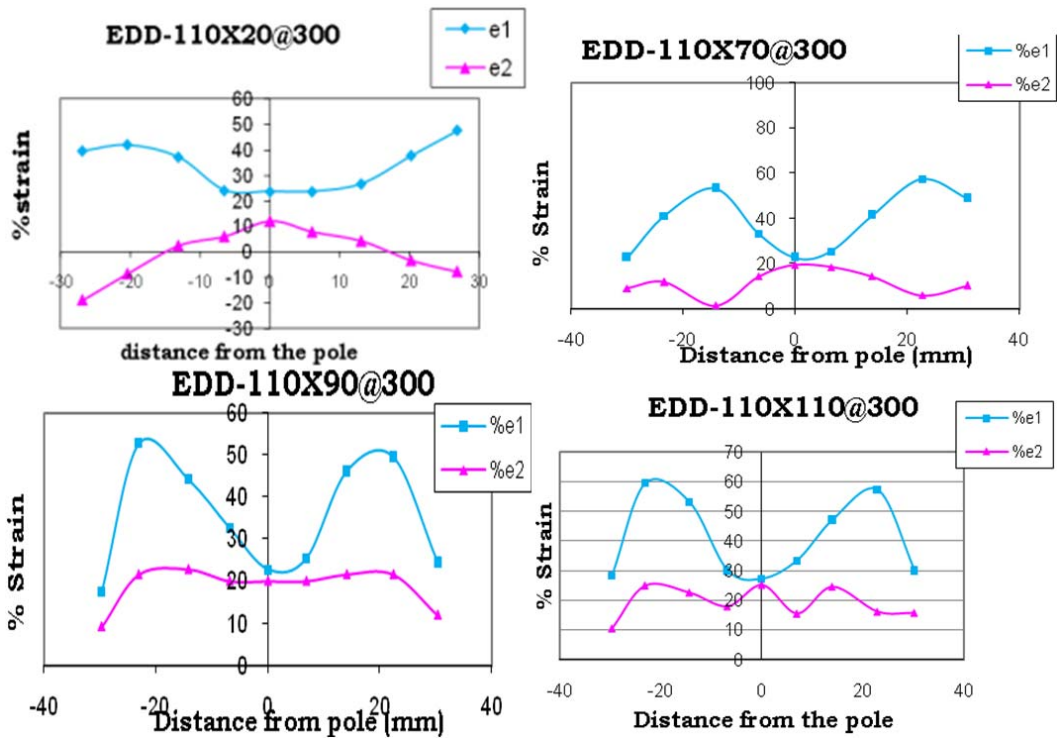 EDD-110X20@300
e1
e2
%strain
60
50
40
30
20
10
0
-10
-20
-30
-30
-20
-10
0
10
20
30
distance from the pole
EDD-110X70@300
%e1
%e2
% Strain
100
80
60
40
20
0
-40
-20
0
20
40
Distance from pole (mm)
EDD-110X90@300
%e1
%e2
% Strain
60
50
40
30
20
10
0
-40
-20
0
20
40
Distance from pole (mm)
EDD-110X110@300
%e1
%e2
% Strain
70
60
50
40
30
20
10
0
-40
-20
0
20
40
Distance from the pole